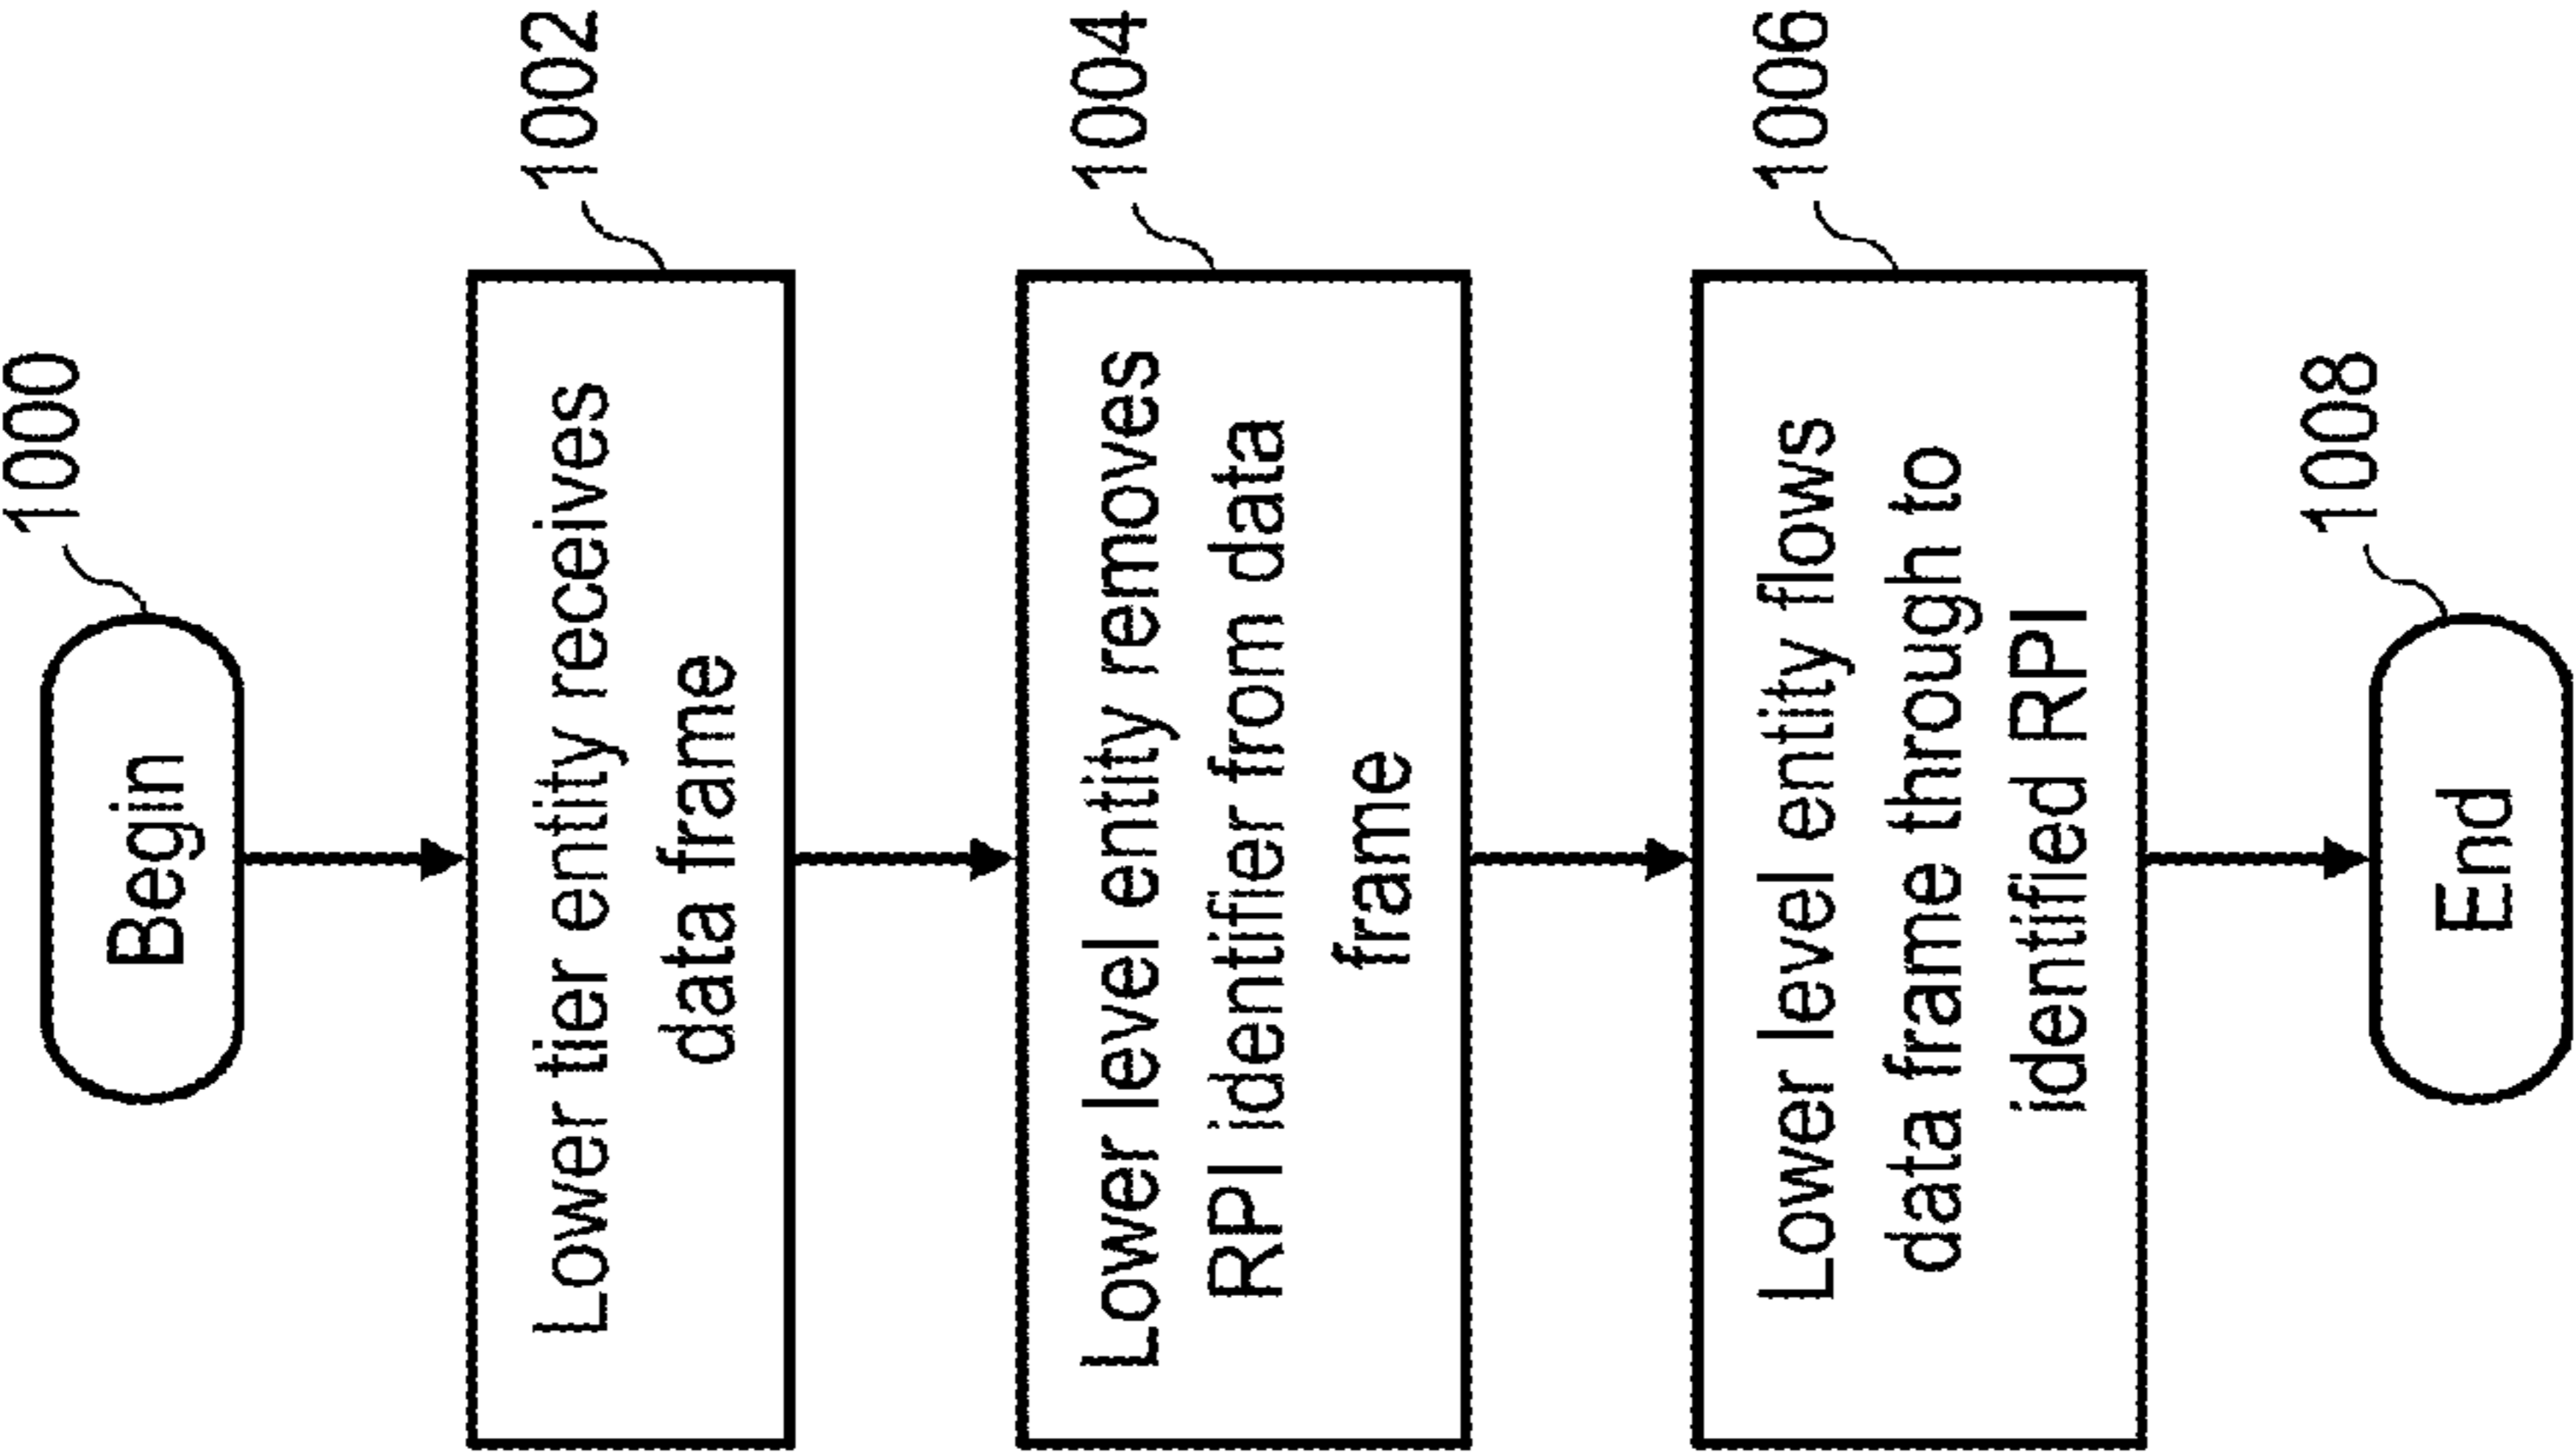 1000
Begin
1002
Lower tier entity receives
data frame
1004
Lower level entity removes
RPI identifier from data
frame
1006
Lower level entity flows
data frame through to
identified RPI
1008
End